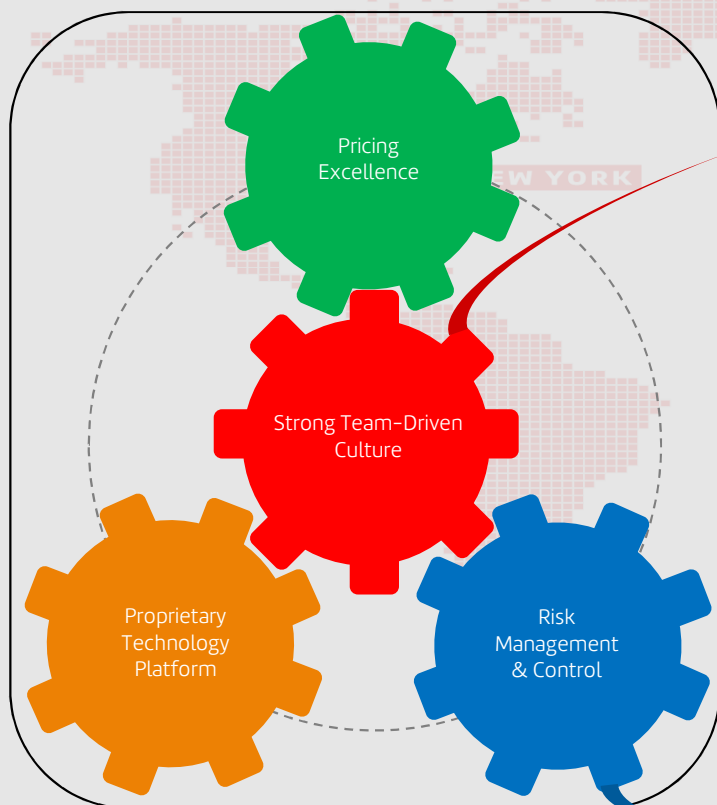 Pricing
Excellence
EW YORK
Strong Team-Driven
Culture
Proprietary
Technology
Platform
Risk
Management
& Control